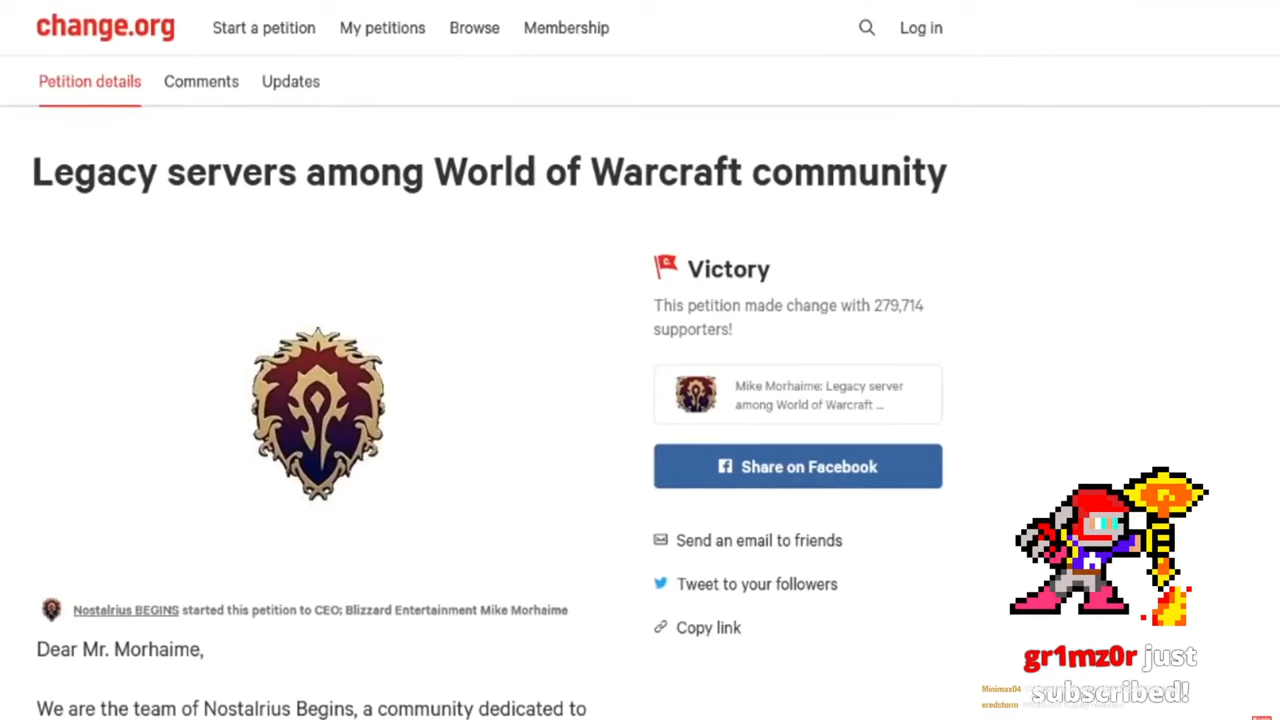 change.org Start a petition My petitions Browse Membership Log in
Petition details Comments Updates
Legacy servers among World of Warcraft community
Victory
This petition made change with 279,714
supporters!
Mike Morhaime: Legacy server
among World of Warcraft ...
Share on Facebook
Send an email to friends
Tweet to your followers
Copy link
Nostalrius BEGINS started this petition to CEO; Blizzard Entertainment Mike Morhaime
Dear Mr. Morhaime,
We are the team of Nostalrius Begins, a community dedicated to
gr1mz0r just
subscribed!
Minimax04
eredstorm